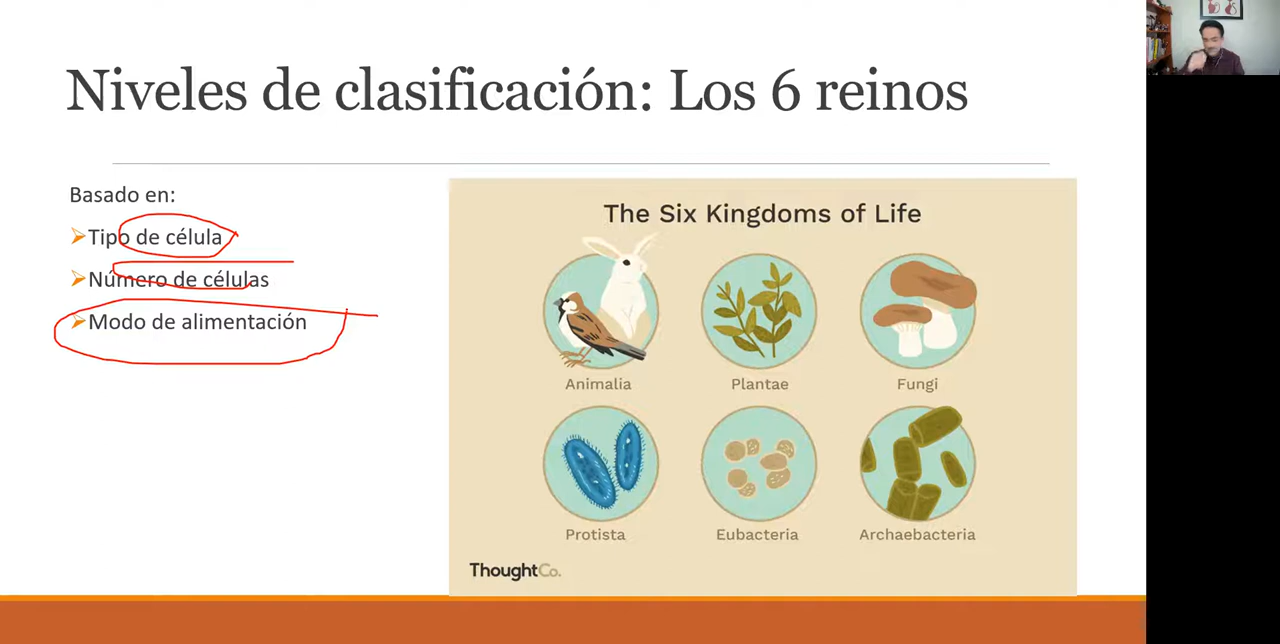 Niveles de clasificación: Los 6 reinos
Basado en:
Tipo de célula
Número de células
Modo de alimentación
The Six Kingdoms of Life
Animalia
Plantae
Fungi
Protista
Eubacteria
Archaebacteria
ThoughtCo.